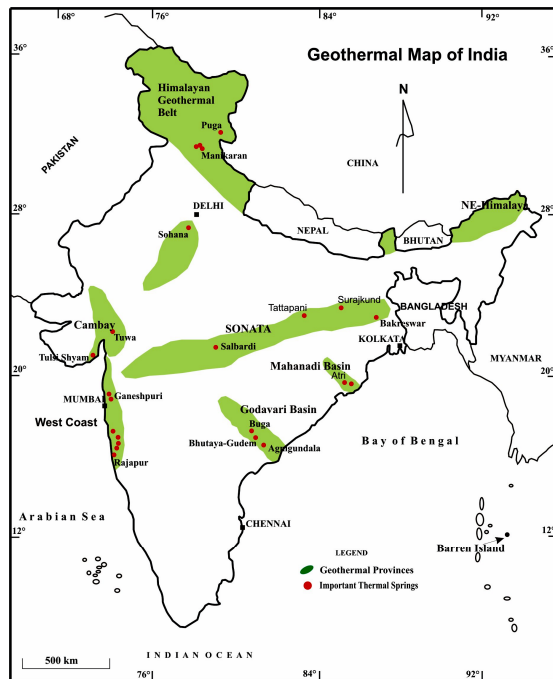 68°
76°
84°
92°
36°
36°
Geothermal Map of India
Himalayan
Geothermal
Belt
N
Puga
Manikaran
PAKISTAN
CHINA
DELHI
28°
28°
NE-Himalaya
Sohana
NEPAL
BHUTAN
Surajkund
Tattapani
BANGLADESH
Cambay
SONATA
Bakreswar
Tuwa
KOLKATA
Salbardi
Tulsi Shyam
MYANMAR
Mahanadi Basin
20°
20°
Atri
MUMBAI
Ganeshpuri
Godavari Basin
West Coast
Buga
Bhutaya-Gudem
Agnigundala
Bay of Bengal
Rajapur
Arabian Sea
CHENNAI
12°
12°
Barren Island
LEGEND
Geothermal Provinces
Important Thermal Springs
INDIAN OCEAN
500 km
76°
84°
92°